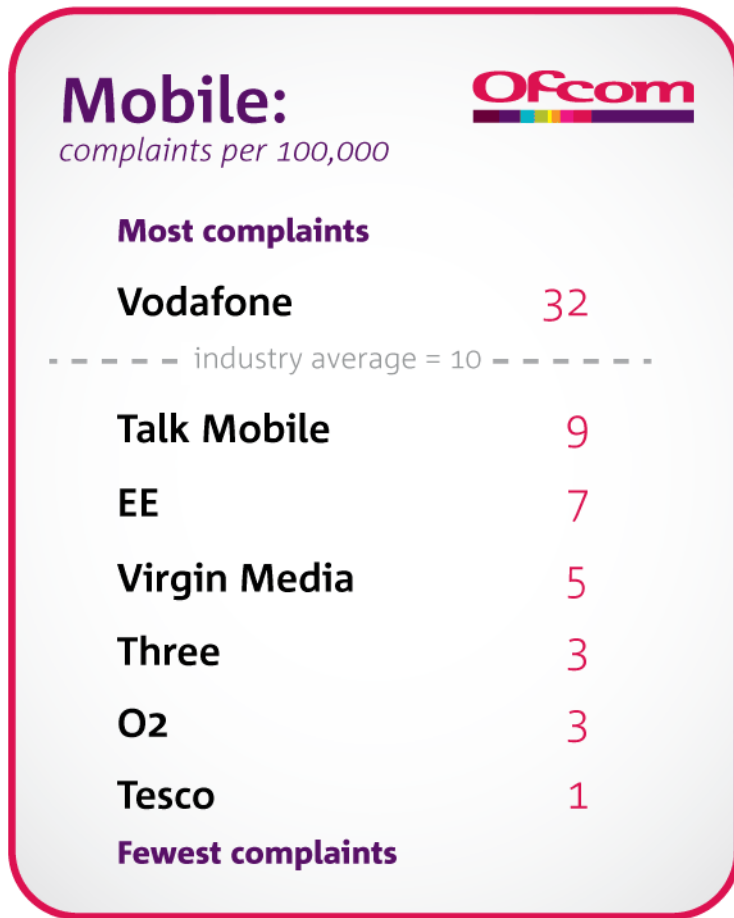 Mobile:
Ofcom
complaints per 100,000
Most complaints
Vodafone 32
industry average = 10
Talk Mobile 9
EE 7
Virgin Media 5
Three 3
O2 3
Tesco 1
Fewest complaints